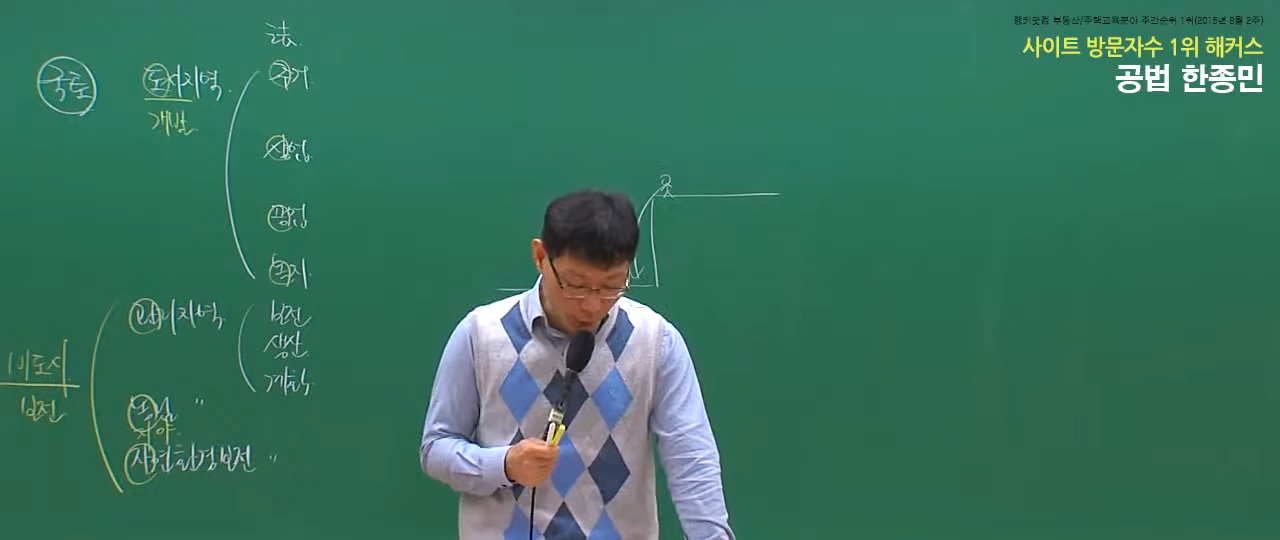 랭키닷컴 부동산/주택교육분야 주간순위 1위(2015년 8월 2주)
사이트 방문자수 1위 해커스
공법 한종민
法.
국토
도시지역.
개발
주거
상업.
공업
녹지.
관리지역.
보전
생산
계획.
비도시
보전
농림 "
자연환경보전 "